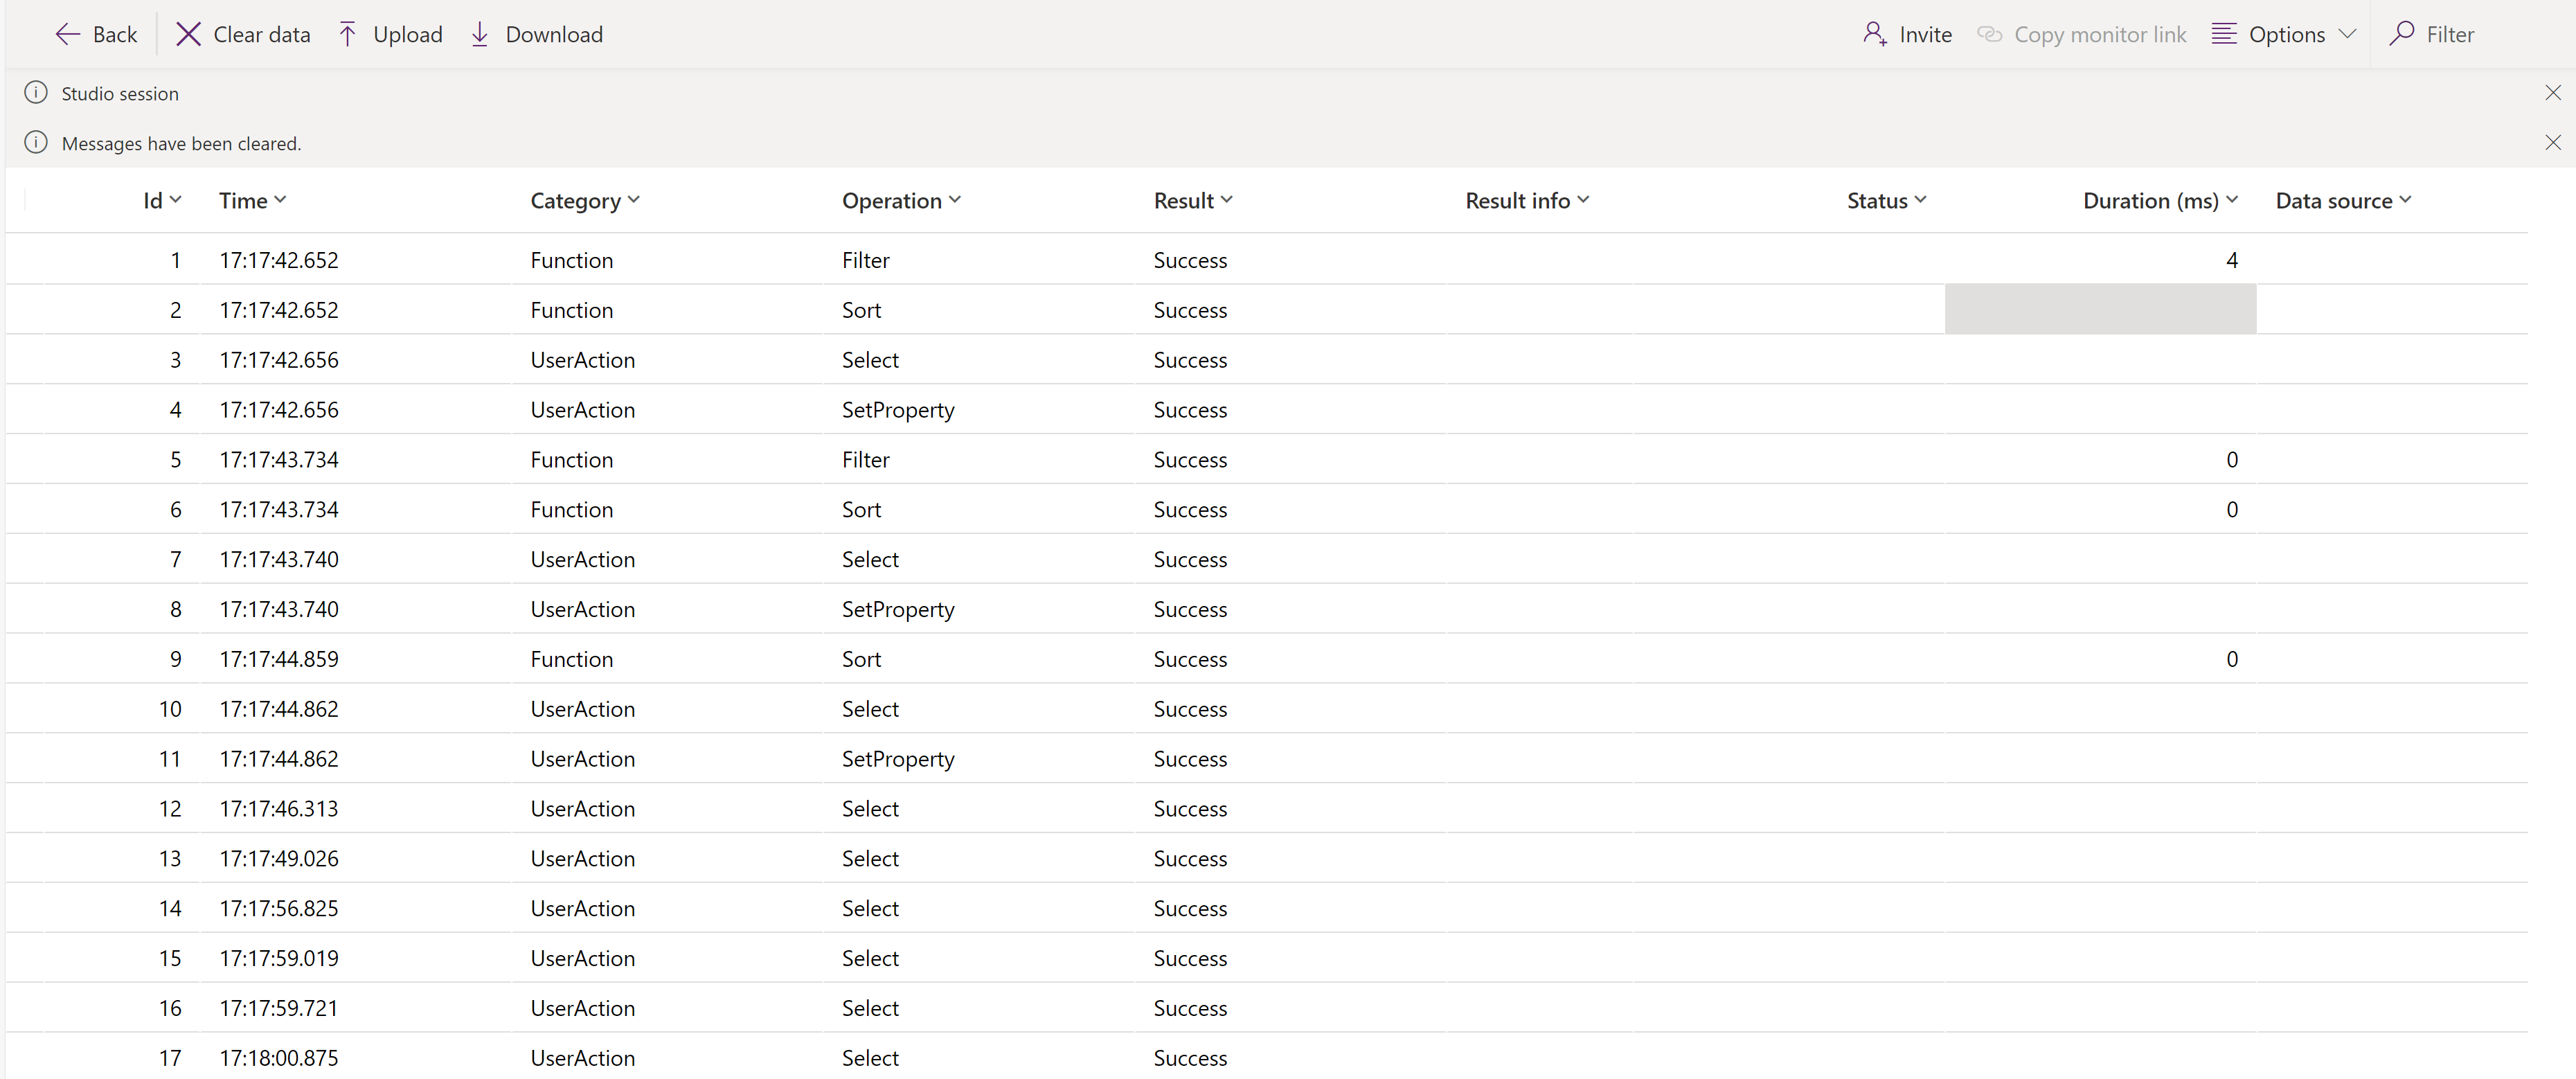 Back Clear data Upload Download Invite Copy monitor link Options Filter
Studio session
Messages have been cleared.
Id Time Category Operation Result Result info Status Duration (ms) Data source
1 17:17:42.652 Function Filter Success 4
2 17:17:42.652 Function Sort Success
3 17:17:42.656 UserAction Select Success
4 17:17:42.656 UserAction SetProperty Success
5 17:17:43.734 Function Filter Success 0
6 17:17:43.734 Function Sort Success 0
7 17:17:43.740 UserAction Select Success
8 17:17:43.740 UserAction SetProperty Success
9 17:17:44.859 Function Sort Success 0
10 17:17:44.862 UserAction Select Success
11 17:17:44.862 UserAction SetProperty Success
12 17:17:46.313 UserAction Select Success
13 17:17:49.026 UserAction Select Success
14 17:17:56.825 UserAction Select Success
15 17:17:59.019 UserAction Select Success
16 17:17:59.721 UserAction Select Success
17 17:18:00.875 UserAction Select Success